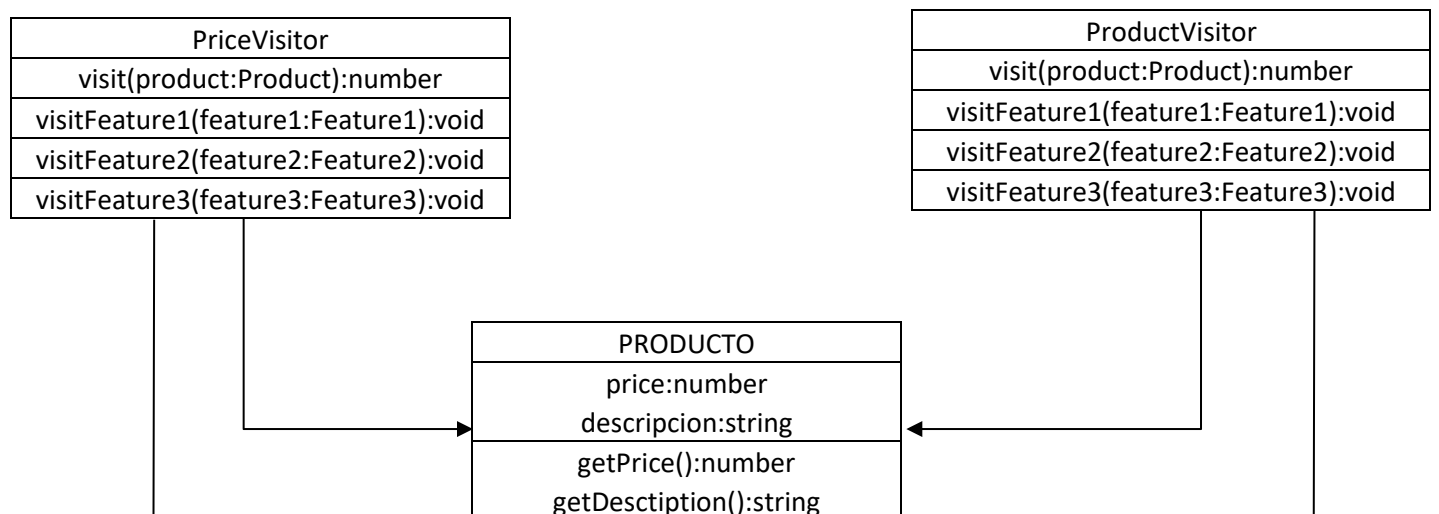 PriceVisitor
visit(product:Product):number
visitFeature1(feature1:Feature1):void
visitFeature2(feature2:Feature2):void
visitFeature3(feature3:Feature3):void
ProductVisitor
visit(product:Product):number
visitFeature1(feature1:Feature1):void
visitFeature2(feature2:Feature2):void
visitFeature3(feature3:Feature3):void
PRODUCTO
price:number
descripcion:string
getPrice():number
getDesctiption():string